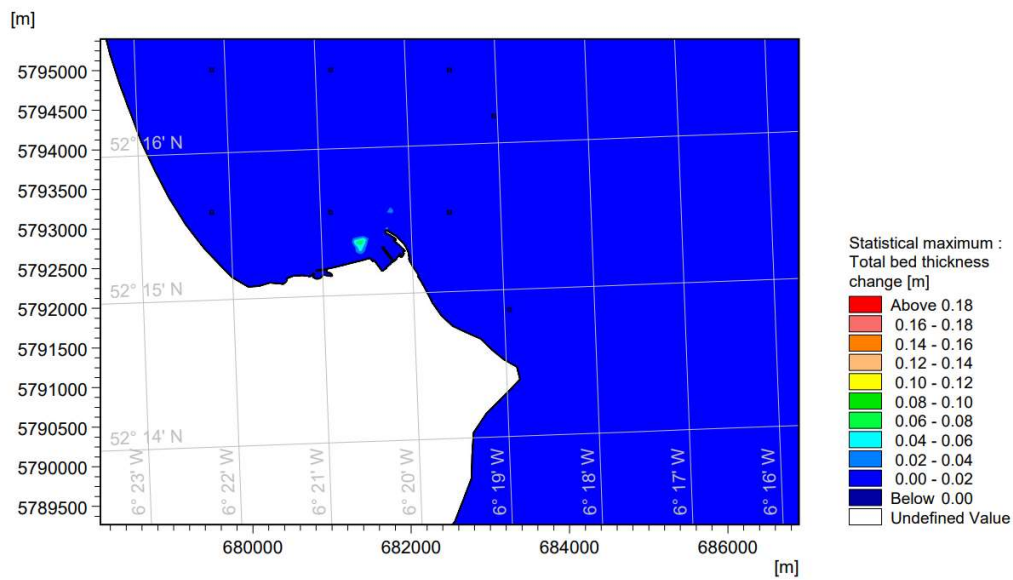 [m]
5795000
5794500
5794000
5793500
5793000
5792500
5792000
5791500
5791000
5790500
5790000
5789500
52° 16' N
52° 15' N
52° 14' N
6° 23' W
6° 22' W
6° 21' W
6° 20' W
6° 19' W
6° 18' W
6° 17' W
6° 16' W
680000
682000
684000
686000
[m]
Statistical maximum :
Total bed thickness
change [m]
Above 0.18
0.16 - 0.18
0.14 - 0.16
0.12 - 0.14
0.10 - 0.12
0.08 - 0.10
0.06 - 0.08
0.04 - 0.06
0.02 - 0.04
0.00 - 0.02
Below 0.00
Undefined Value